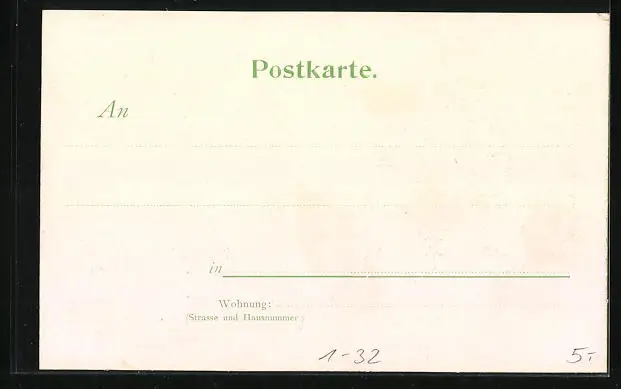 Postkarte.
An
in
Wohnung:
(Strasse und Hausnummer)
1-32 5.-